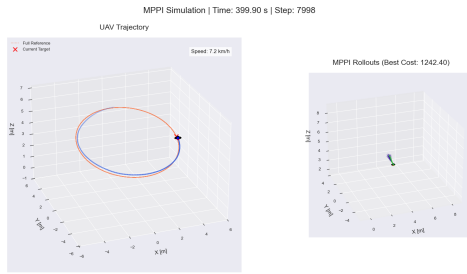 MPPI Simulation | Time: 399.90 s | Step: 7998
UAV Trajectory
Full Reference
Current Target
Speed: 7.2 km/h
Z [m]
Y [m]
X [m]
MPPI Rollouts (Best Cost: 1242.40)
Z [m]
Y [m]
X [m]